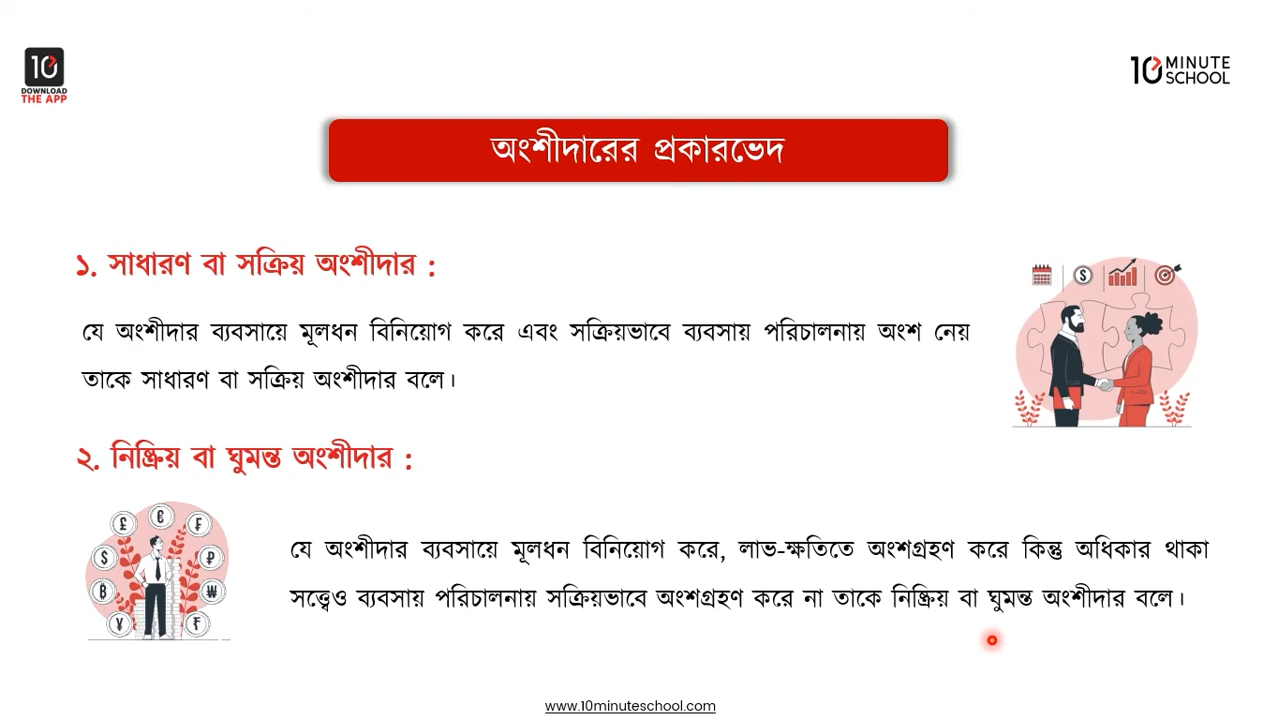 10
DOWNLOAD
THE APP
10 MINUTE
SCHOOL
অংশীদারের প্রকারভেদ
১. সাধারণ বা সক্রিয় অংশীদার :
যে অংশীদার ব্যবসায়ে মূলধন বিনিয়োগ করে এবং সক্রিয়ভাবে ব্যবসায় পরিচালনায় অংশ নেয়
তাকে সাধারণ বা সক্রিয় অংশীদার বলে।
২. নিষ্ক্রিয় বা ঘুমন্ত অংশীদার :
যে অংশীদার ব্যবসায়ে মূলধন বিনিয়োগ করে, লাভ-ক্ষতিতে অংশগ্রহণ করে কিন্তু অধিকার থাকা
সত্ত্বেও ব্যবসায় পরিচালনায় সক্রিয়ভাবে অংশগ্রহণ করে না তাকে নিষ্ক্রিয় বা ঘুমন্ত অংশীদার বলে।
www.10minuteschool.com